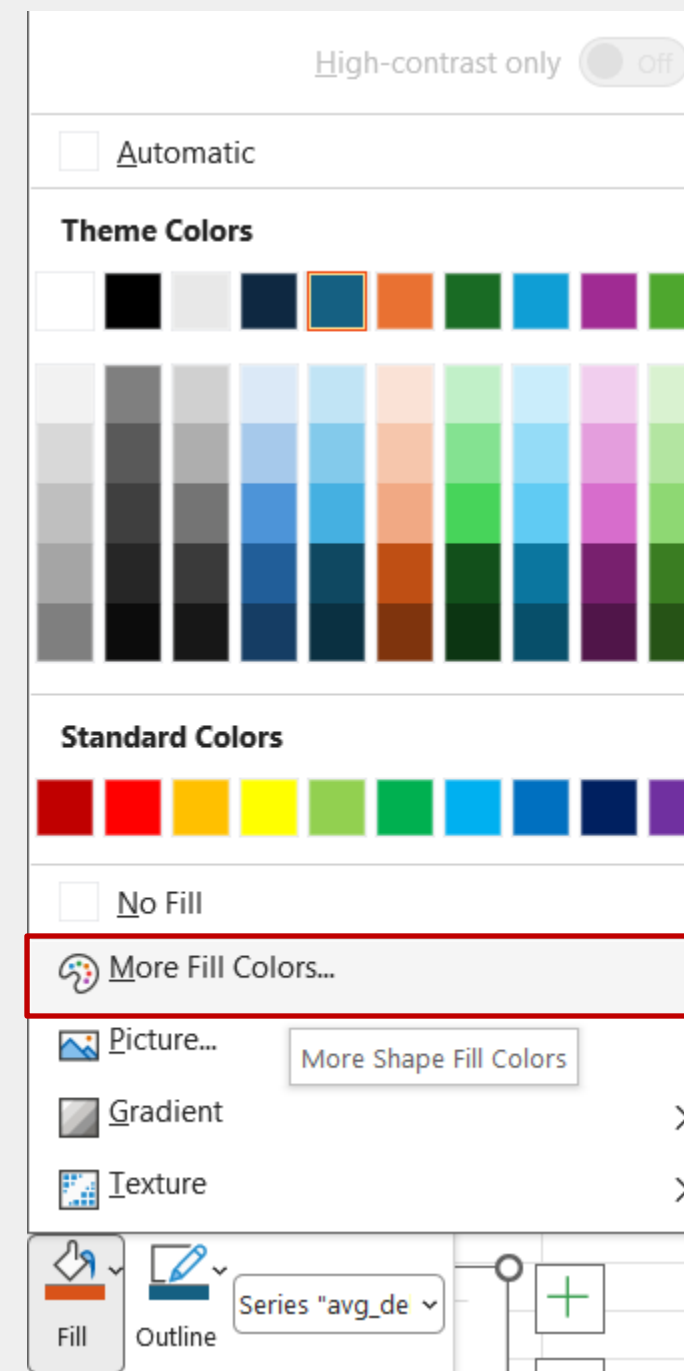 High-contrast only Off
Automatic
Theme Colors
Standard Colors
No Fill
More Fill Colors...
Picture...
More Shape Fill Colors
Gradient
Texture
Series "avg_de
Fill
Outline